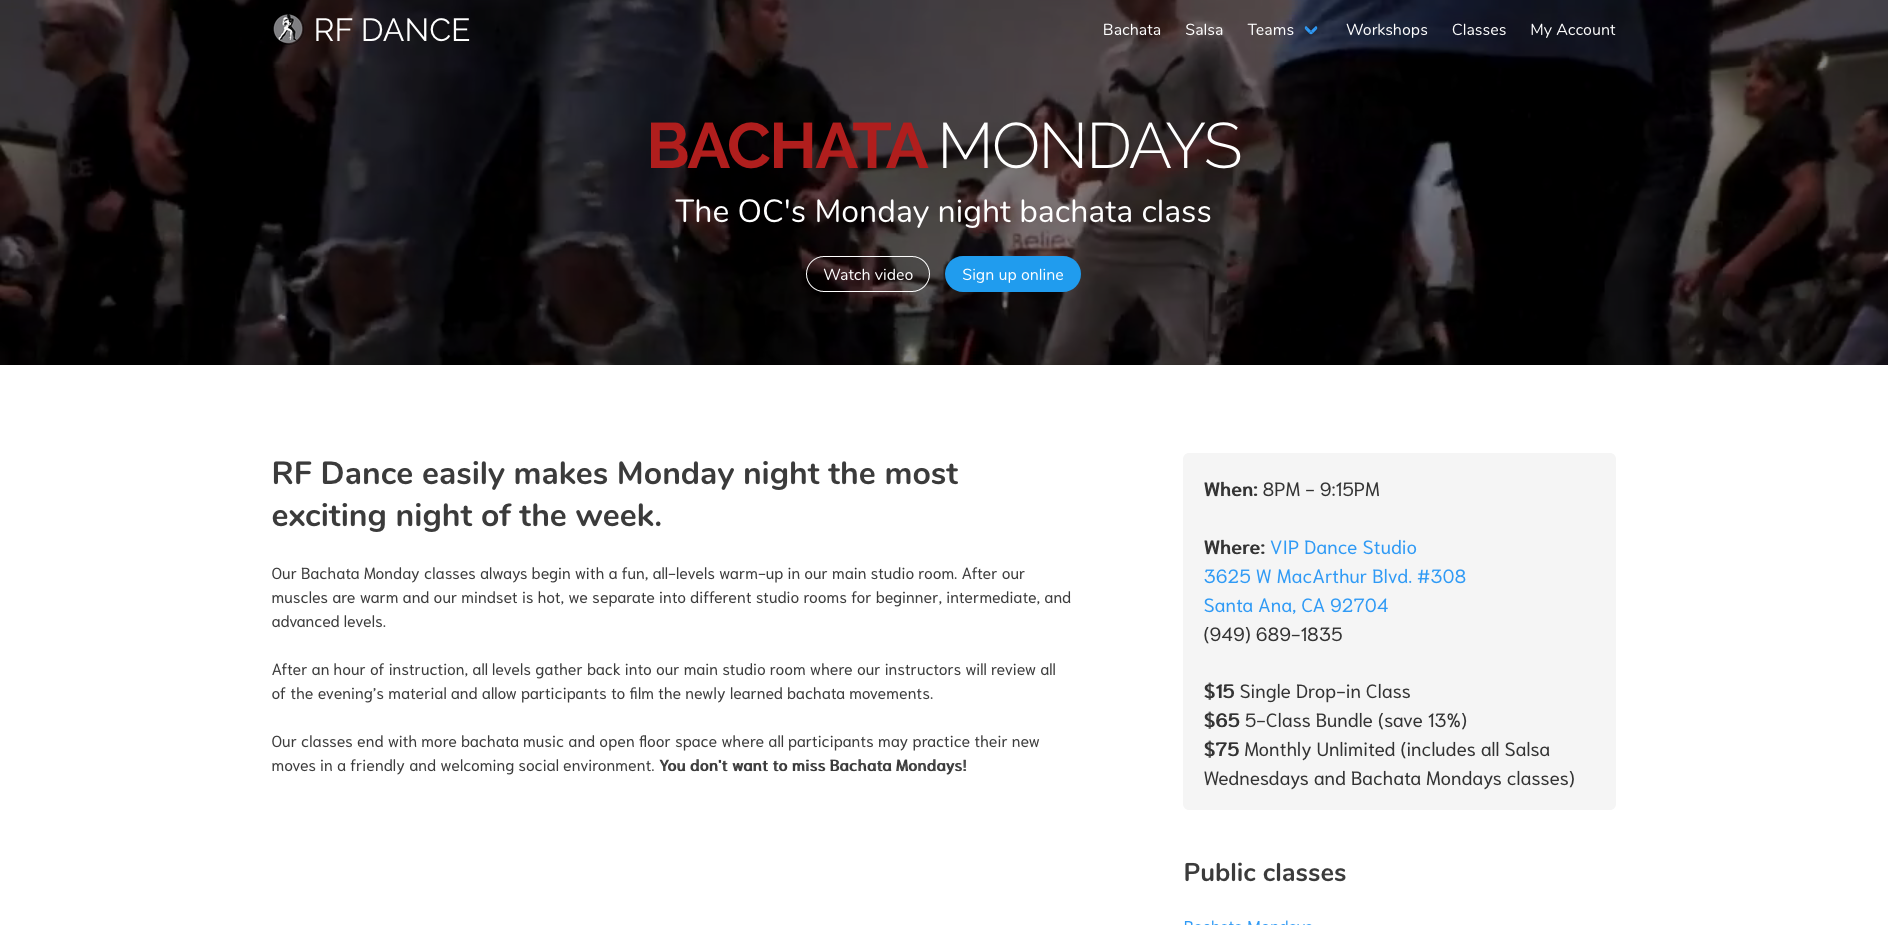 RF DANCE
Bachata Salsa Teams Workshops Classes My Account
BACHATA MONDAYS
The OC's Monday night bachata class
Believe
Watch video Sign up online
RF Dance easily makes Monday night the most
exciting night of the week.
Our Bachata Monday classes always begin with a fun, all-levels warm-up in our main studio room. After our
muscles are warm and our mindset is hot, we separate into different studio rooms for beginner, intermediate, and
advanced levels.
After an hour of instruction, all levels gather back into our main studio room where our instructors will review all
of the evening’s material and allow participants to film the newly learned bachata movements.
Our classes end with more bachata music and open floor space where all participants may practice their new
moves in a friendly and welcoming social environment. You don't want to miss Bachata Mondays!
When: 8PM - 9:15PM
Where: VIP Dance Studio
3625 W MacArthur Blvd. #308
Santa Ana, CA 92704
(949) 689-1835
$15 Single Drop-in Class
$65 5-Class Bundle (save 13%)
$75 Monthly Unlimited (includes all Salsa
Wednesdays and Bachata Mondays classes)
Public classes
Bachata Mondays